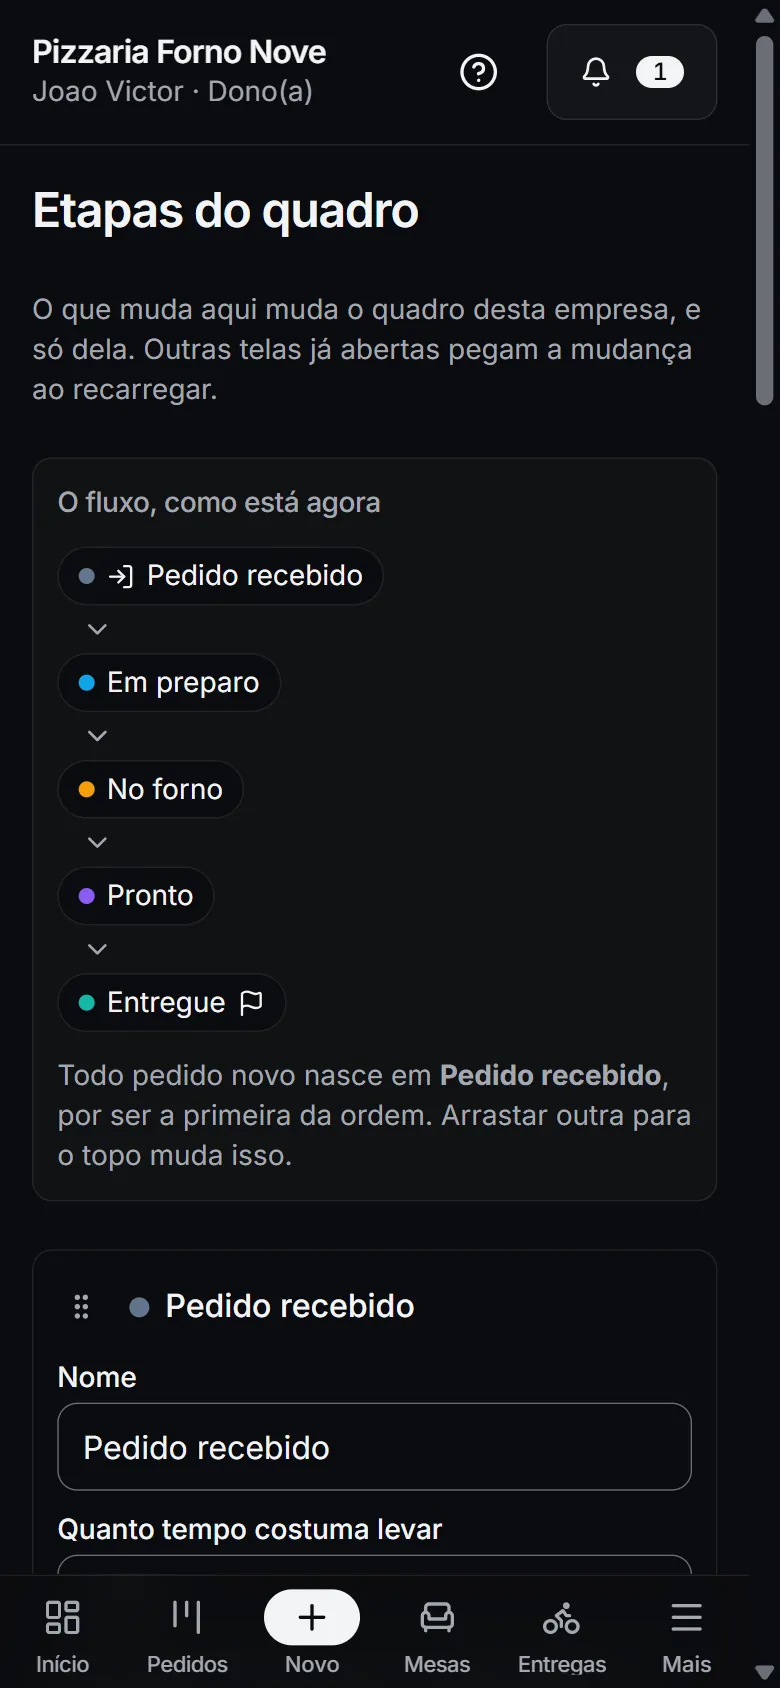 Pizzaria Forno Nove
Joao Victor · Dono(a)
1
Etapas do quadro
O que muda aqui muda o quadro desta empresa, e
só dela. Outras telas já abertas pegam a mudança
ao recarregar.
O fluxo, como está agora
Pedido recebido
Em preparo
No forno
Pronto
Entregue
Todo pedido novo nasce em Pedido recebido,
por ser a primeira da ordem. Arrastar outra para
o topo muda isso.
Pedido recebido
Nome
Pedido recebido
Quanto tempo costuma levar
Início
Pedidos
Novo
Mesas
Entregas
Mais